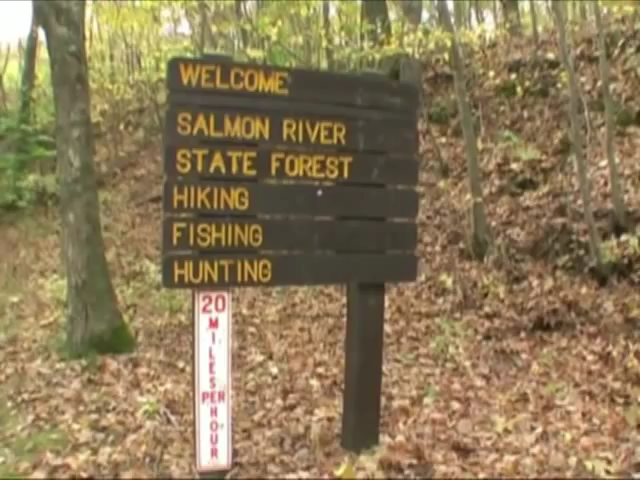 WELCOME
SALMON RIVER
STATE FOREST
HIKING
FISHING
HUNTING
20
MILES
PER
HOUR